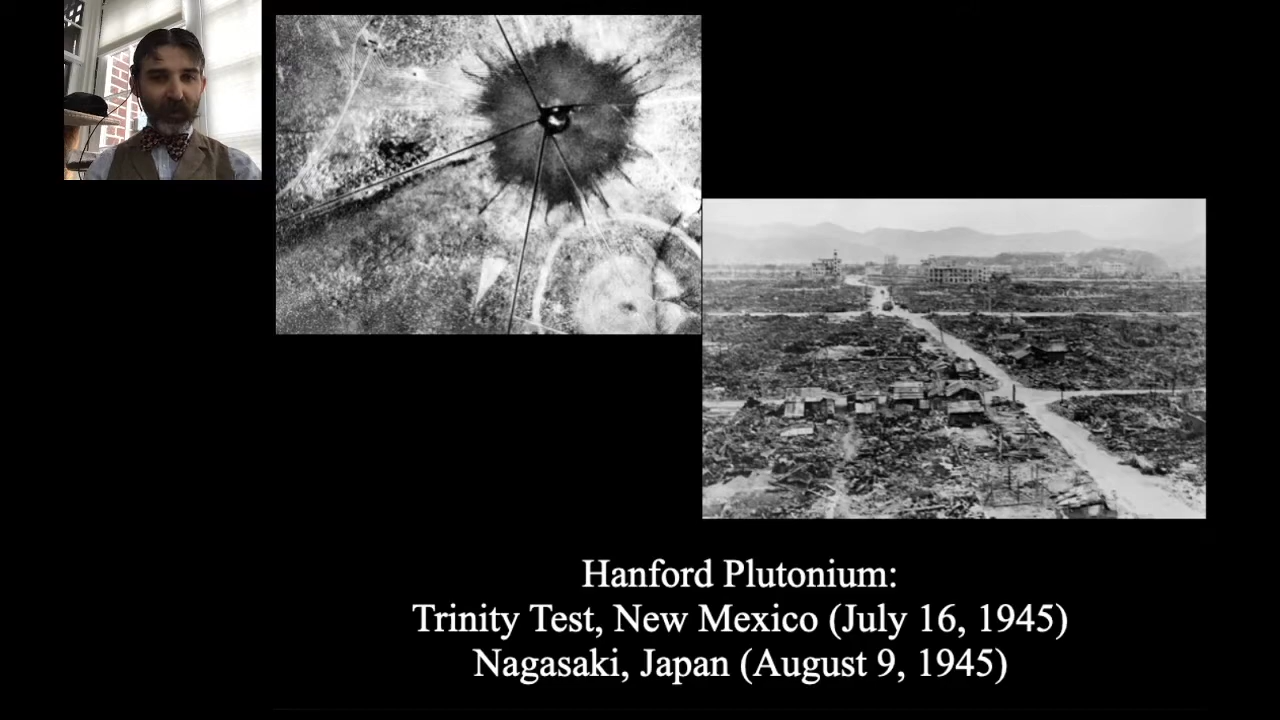 Hanford Plutonium:
Trinity Test, New Mexico (July 16, 1945)
Nagasaki, Japan (August 9, 1945)